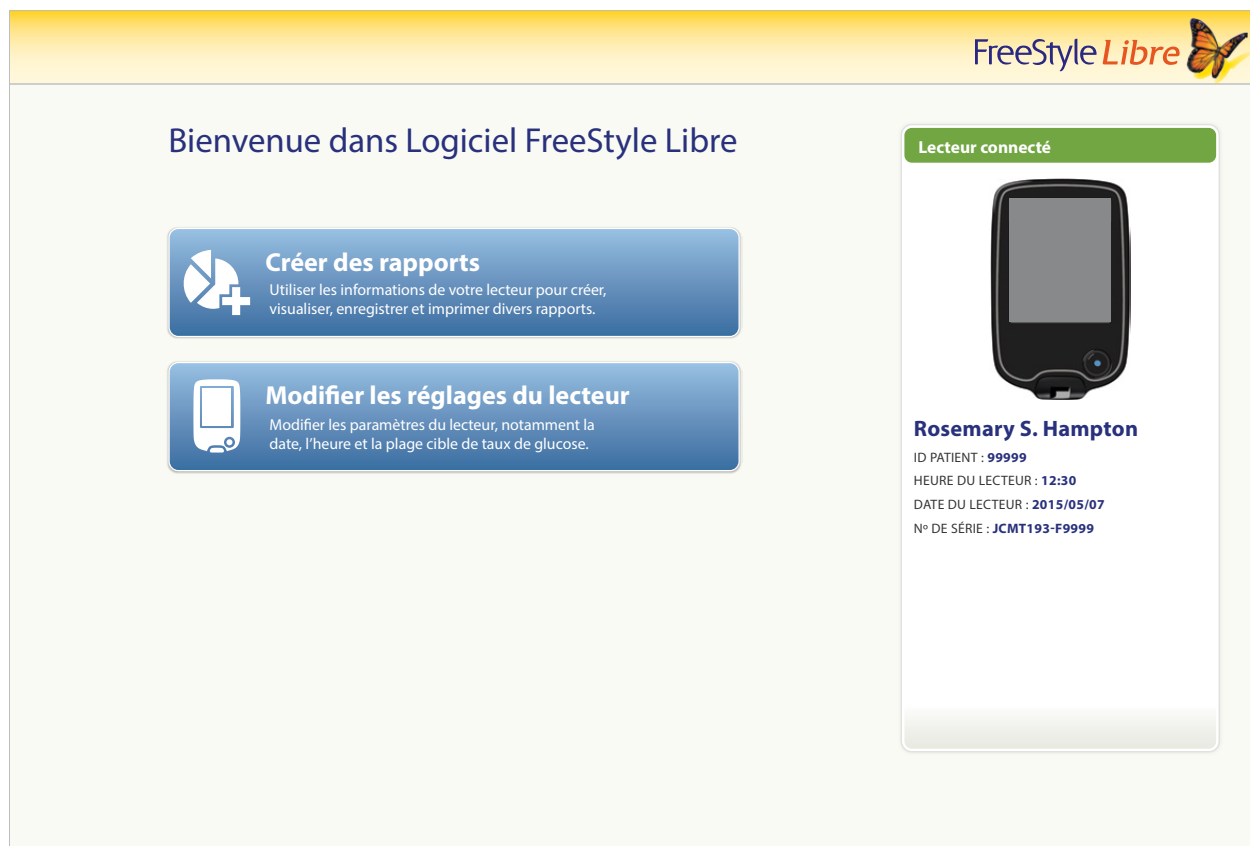 FreeStyle Libre
Bienvenue dans Logiciel FreeStyle Libre
Créer des rapports
Utiliser les informations de votre lecteur pour créer,
visualiser, enregistrer et imprimer divers rapports.
Modifier les réglages du lecteur
Modifier les paramètres du lecteur, notamment la
date, l’heure et la plage cible de taux de glucose.
Lecteur connecté
Rosemary S. Hampton
ID PATIENT : 99999
HEURE DU LECTEUR : 12:30
DATE DU LECTEUR : 2015/05/07
Nº DE SÉRIE : JCMT193-F9999